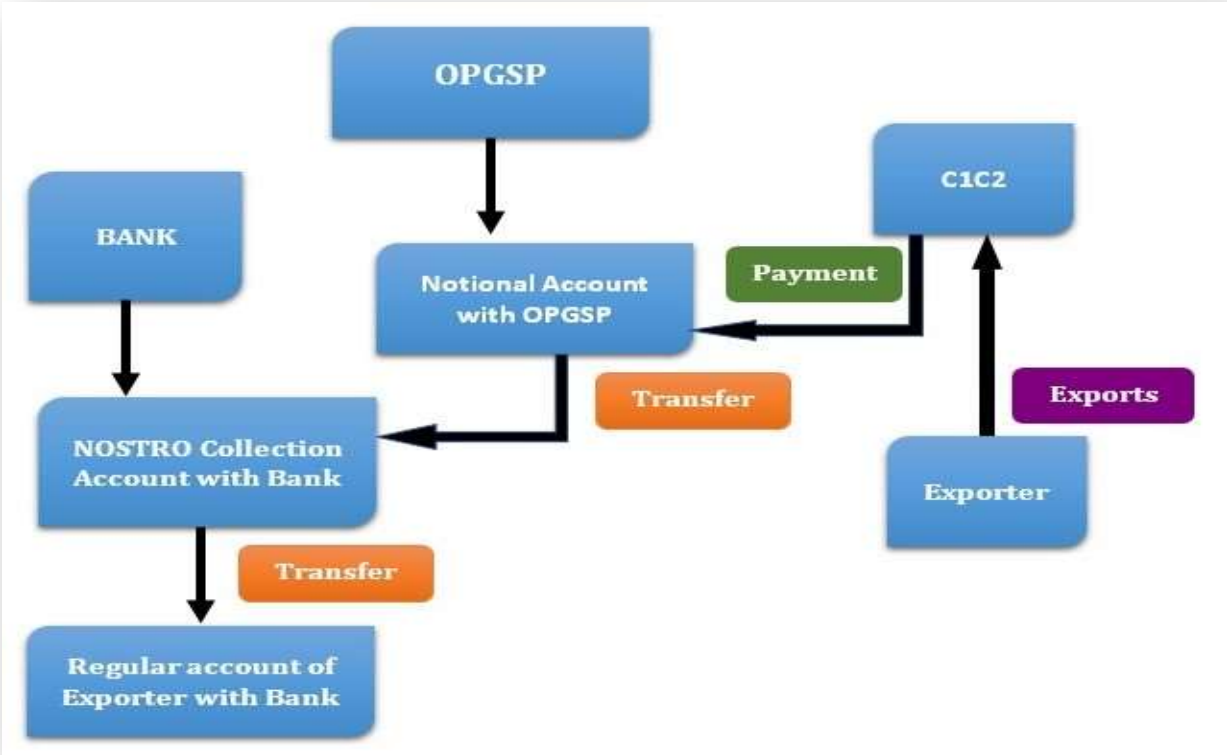 OPGSP
C1C2
BANK
Payment
Notional Account
with OPGSP
Transfer
Exports
NOSTRO Collection
Account with Bank
Exporter
Transfer
Regular account of
Exporter with Bank